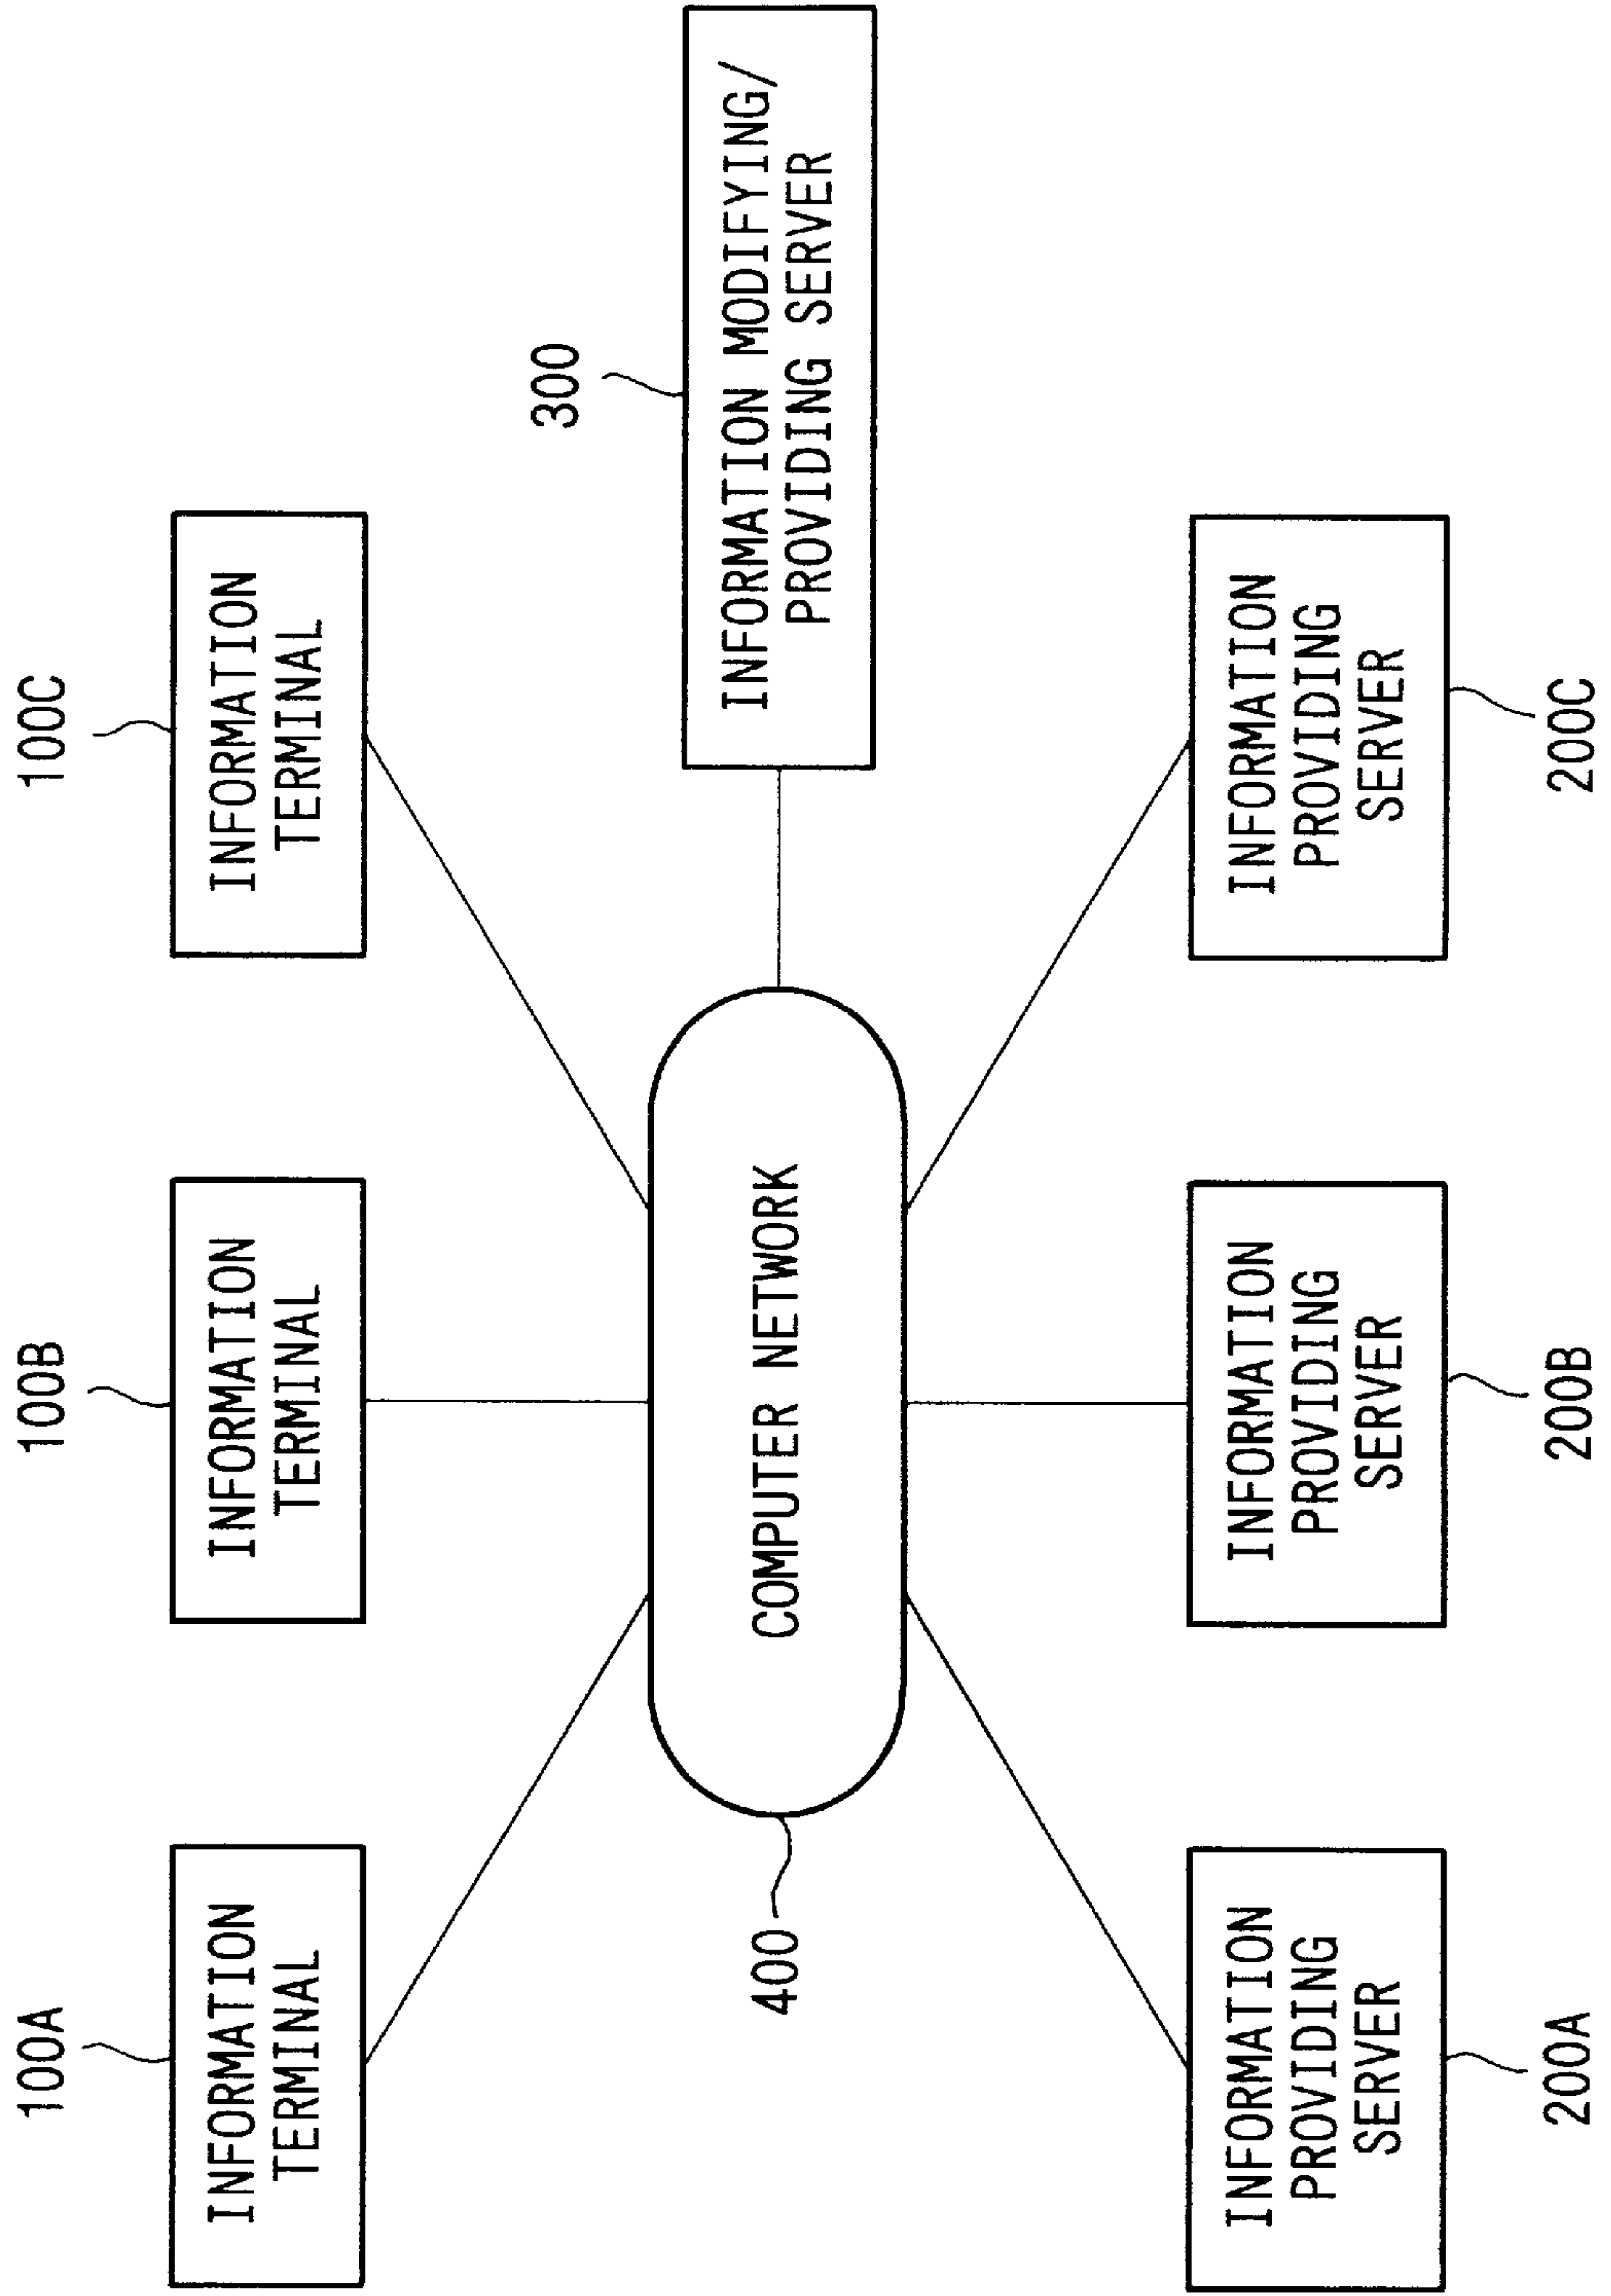 100A
100B
100C
INFORMATION
TERMINAL
INFORMATION
TERMINAL
INFORMATION
TERMINAL
300
400
COMPUTER NETWORK
INFORMATION MODIFYING/
PROVIDING SERVER
INFORMATION
PROVIDING
SERVER
INFORMATION
PROVIDING
SERVER
INFORMATION
PROVIDING
SERVER
200A
200B
200C